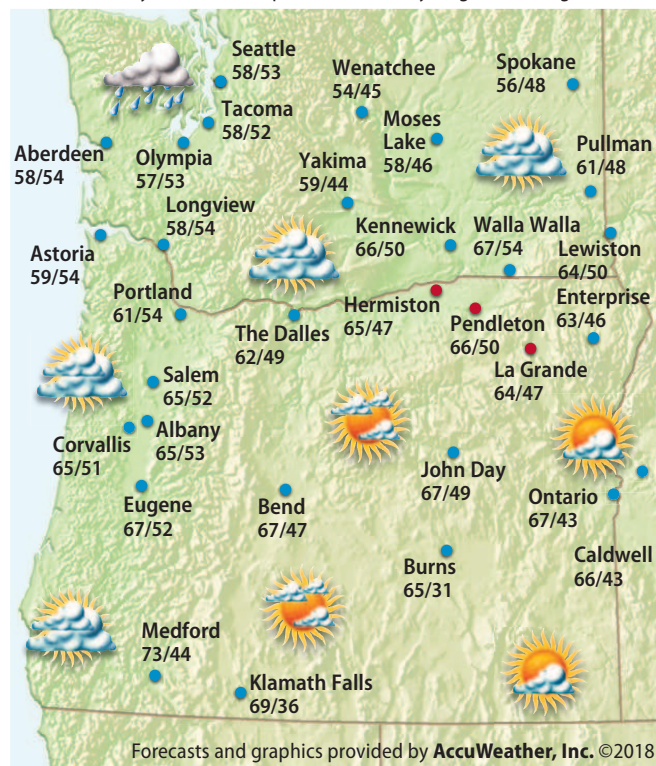 Seattle
58/53
Wenatchee
54/45
Spokane
56/48
Tacoma
58/52
Moses
Lake
58/46
Pullman
61/48
Aberdeen
58/54
Olympia
57/53
Yakima
59/44
Longview
58/54
Kennewick
66/50
Walla Walla
67/54
Lewiston
64/50
Astoria
59/54
Portland
61/54
The Dalles
62/49
Hermiston
65/47
Pendleton
66/50
Enterprise
63/46
La Grande
64/47
Salem
65/52
Albany
65/53
Corvallis
65/51
Eugene
67/52
Bend
67/47
John Day
67/49
Ontario
67/43
Burns
65/31
Caldwell
66/43
Medford
73/44
Klamath Falls
69/36
Forecasts and graphics provided by AccuWeather, Inc. ©2018